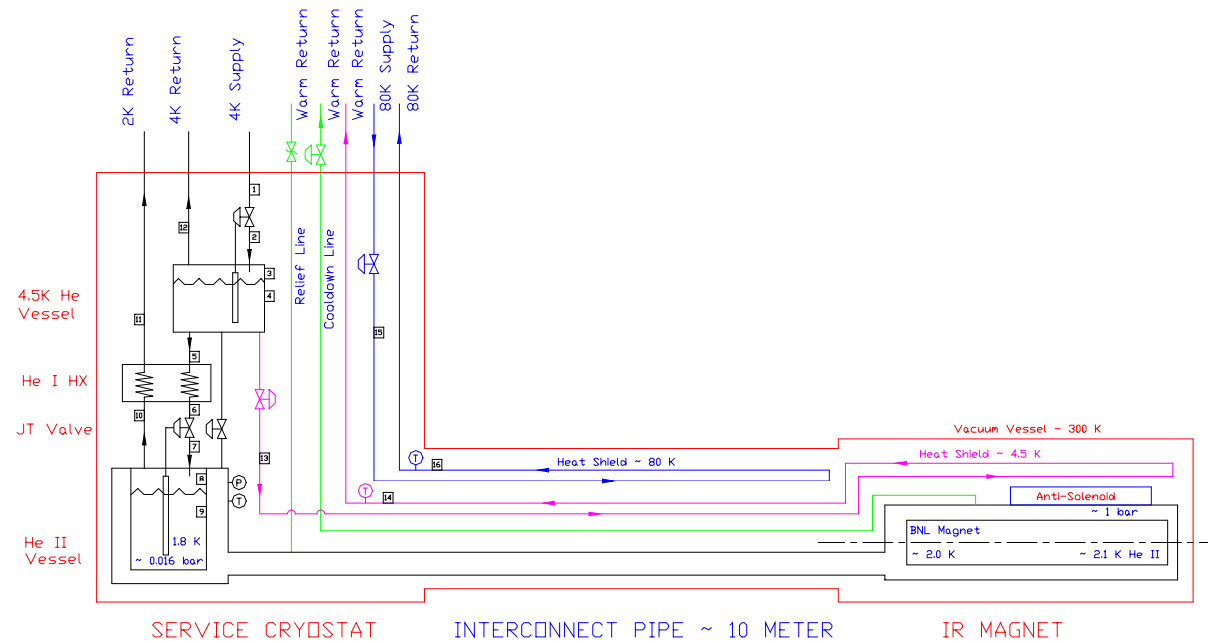 2K Return
4K Return
4K Supply
Warm Return
Warm Return
Warm Return
80K Supply
80K Return
1
12
2
Relief Line
Cooldown Line
3
4
4.5K He
Vessel
11
15
5
He I HX
10
6
JT Valve
7
13
Vacuum Vessel - 300 K
T
16
Heat Shield ~ 80 K
Heat Shield ~ 4.5 K
T
14
8
P
T
9
Anti-Solenoid
~ 1 bar
He II
Vessel
1.8 K
~ 0.016 bar
BNL Magnet
~ 2.0 K
~ 2.1 K He II
SERVICE CRYOSTAT
INTERCONNECT PIPE ~ 10 METER
IR MAGNET